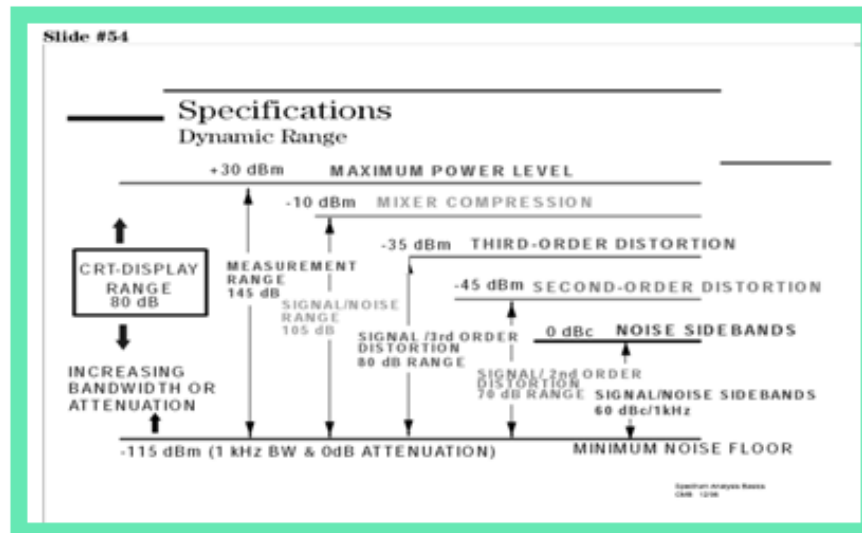 Slide #54
Specifications
Dynamic Range
+30 dBm MAXIMUM POWER LEVEL
-10 dBm MIXER COMPRESSION
-35 dBm THIRD-ORDER DISTORTION
CRT-DISPLAY
RANGE
80 dB
MEASUREMENT
RANGE
145 dB
SIGNAL/NOISE
RANGE
105 dB
-45 dBm SECOND-ORDER DISTORTION
0 dBc NOISE SIDEBANDS
SIGNAL /3rd ORDER
DISTORTION
80 dB RANGE
INCREASING
BANDWIDTH OR
ATTENUATION
SIGNAL/ 2nd ORDER
DISTORTION
70 dB RANGE
SIGNAL/NOISE SIDEBANDS
60 dBc/1kHz
-115 dBm (1 kHz BW & 0dB ATTENUATION) MINIMUM NOISE FLOOR
Spectrum Analysis Basics